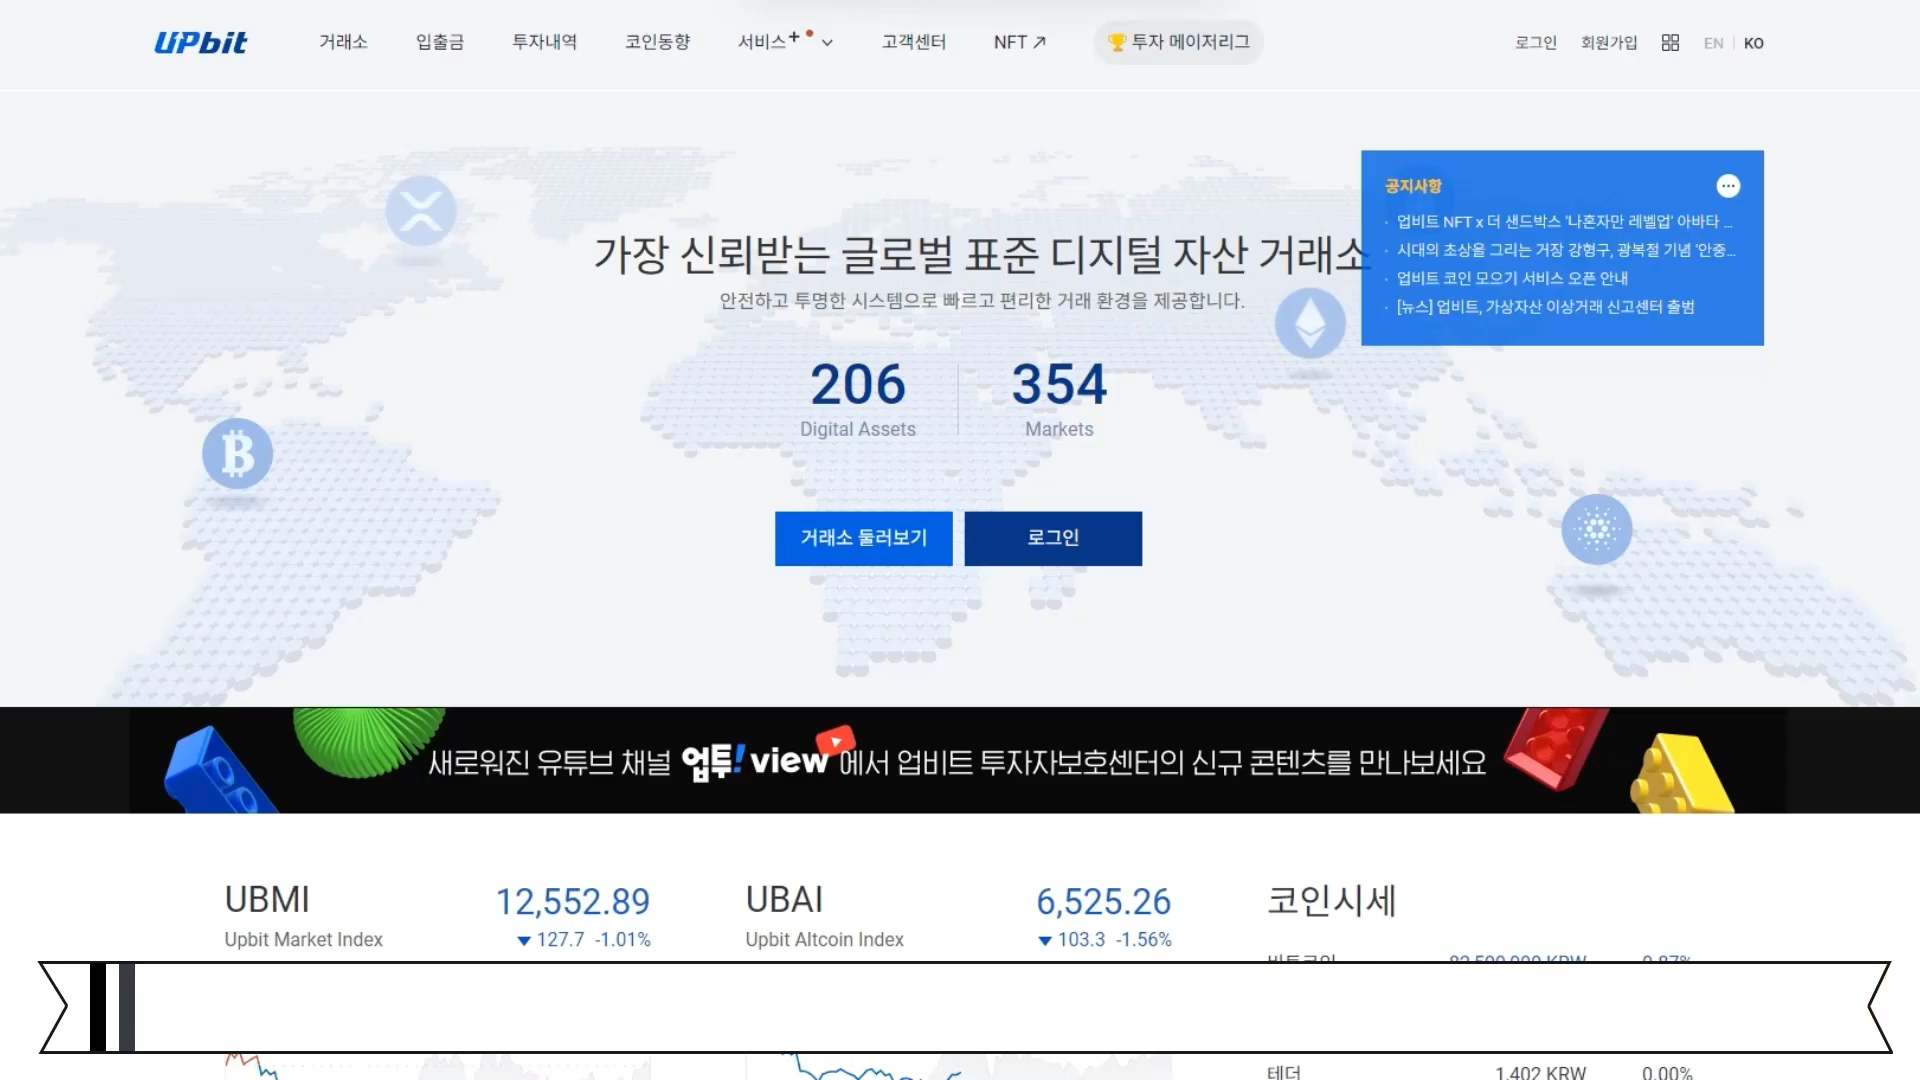 UPbit 거래소 입출금 투자내역 코인동향 서비스+ 고객센터 NFT 투자 메이저리그 로그인 회원가입 EN KO
공지사항
· 업비트 NFT x 더 샌드박스 '나혼자만 레벨업' 아바타 ...
· 시대의 초상을 그리는 거장 강형구, 광복절 기념 '안중...
· 업비트 코인 모으기 서비스 오픈 안내
· [뉴스] 업비트, 가상자산 이상거래 신고센터 출범
가장 신뢰받는 글로벌 표준 디지털 자산 거래소
안전하고 투명한 시스템으로 빠르고 편리한 거래 환경을 제공합니다.
206 354
Digital Assets Markets
거래소 둘러보기 로그인
새로워진 유튜브 채널 업투! view 에서 업비트 투자자보호센터의 신규 콘텐츠를 만나보세요
UBMI 12,552.89 UBAI 6,525.26 코인시세
Upbit Market Index ▼ 127.7 -1.01% Upbit Altcoin Index ▼ 103.3 -1.56%
테더 1,402 KRW 0.00%